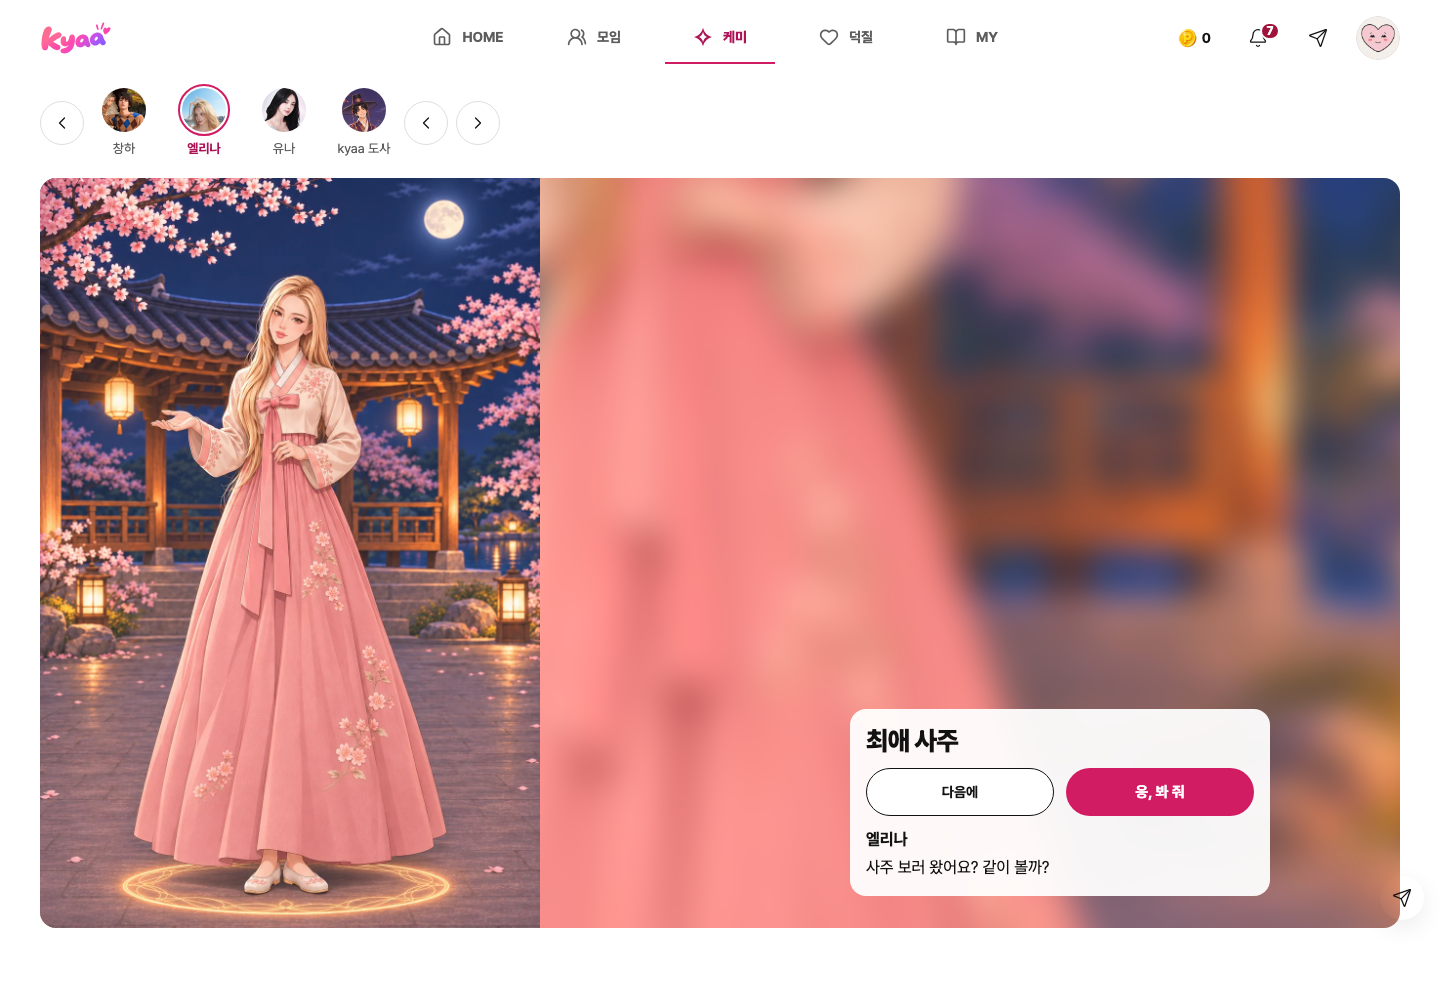 kyaa
HOME
모임
케미
덕질
MY
0
7
창하
엘리나
유나
kyaa 도사
최애 사주
다음에
응, 봐 줘
엘리나
사주 보러 왔어요? 같이 볼까?